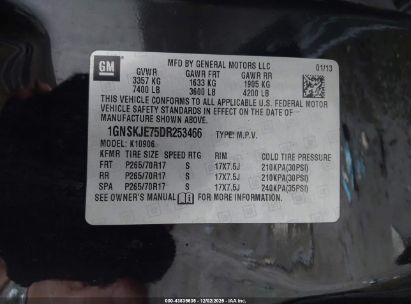 GM
MFD BY GENERAL MOTORS LLC 01/13
GVWR GAWR FRT GAWR RR
3357 KG 1633 KG 1905 KG
7400 LB 3600 LB 4200 LB
THIS VEHICLE CONFORMS TO ALL APPLICABLE U.S. FEDERAL MOTOR
VEHICLE SAFETY STANDARDS IN EFFECT ON THE DATE OF
MANUFACTURE SHOWN ABOVE.
1GNSKJE75DR253466 TYPE: M.P.V.
MODEL: K10906
KFMR TIRE SIZE SPEED RTG RIM COLD TIRE PRESSURE
FRT P265/70R17 S 17X7.5J 210KPA(30PSI)
RR P265/70R17 S 17X7.5J 210KPA(30PSI)
SPA P265/70R17 S 17X7.5J 240KPA(35PSI)
SEE OWNER'S MANUAL FOR MORE INFORMATION.